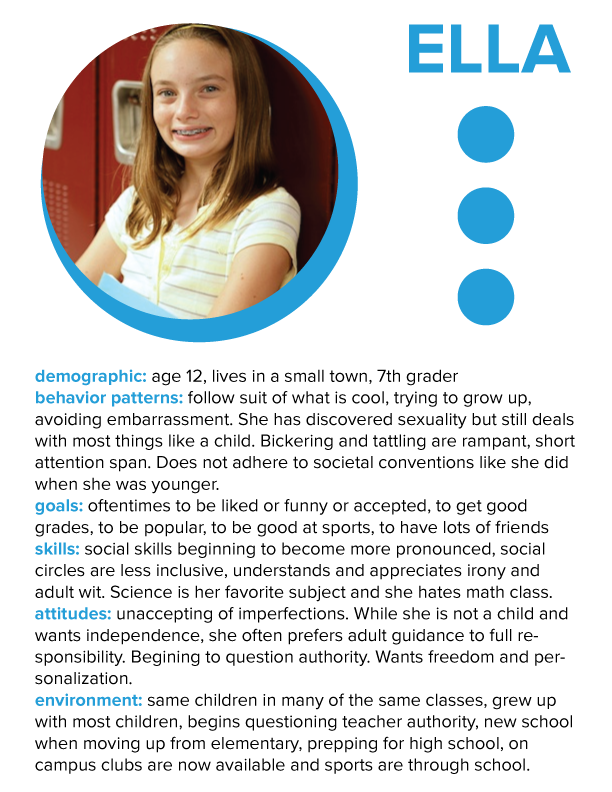 ELLA
demographic: age 12, lives in a small town, 7th grader
behavior patterns: follow suit of what is cool, trying to grow up,
avoiding embarrassment. She has discovered sexuality but still deals
with most things like a child. Bickering and tattling are rampant, short
attention span. Does not adhere to societal conventions like she did
when she was younger.
goals: oftentimes to be liked or funny or accepted, to get good
grades, to be popular, to be good at sports, to have lots of friends
skills: social skills beginning to become more pronounced, social
circles are less inclusive, understands and appreciates irony and
adult wit. Science is her favorite subject and she hates math class.
attitudes: unaccepting of imperfections. While she is not a child and
wants independence, she often prefers adult guidance to full re-
sponsibility. Begining to question authority. Wants freedom and per-
sonalization.
environment: same children in many of the same classes, grew up
with most children, begins questioning teacher authority, new school
when moving up from elementary, prepping for high school, on
campus clubs are now available and sports are through school.